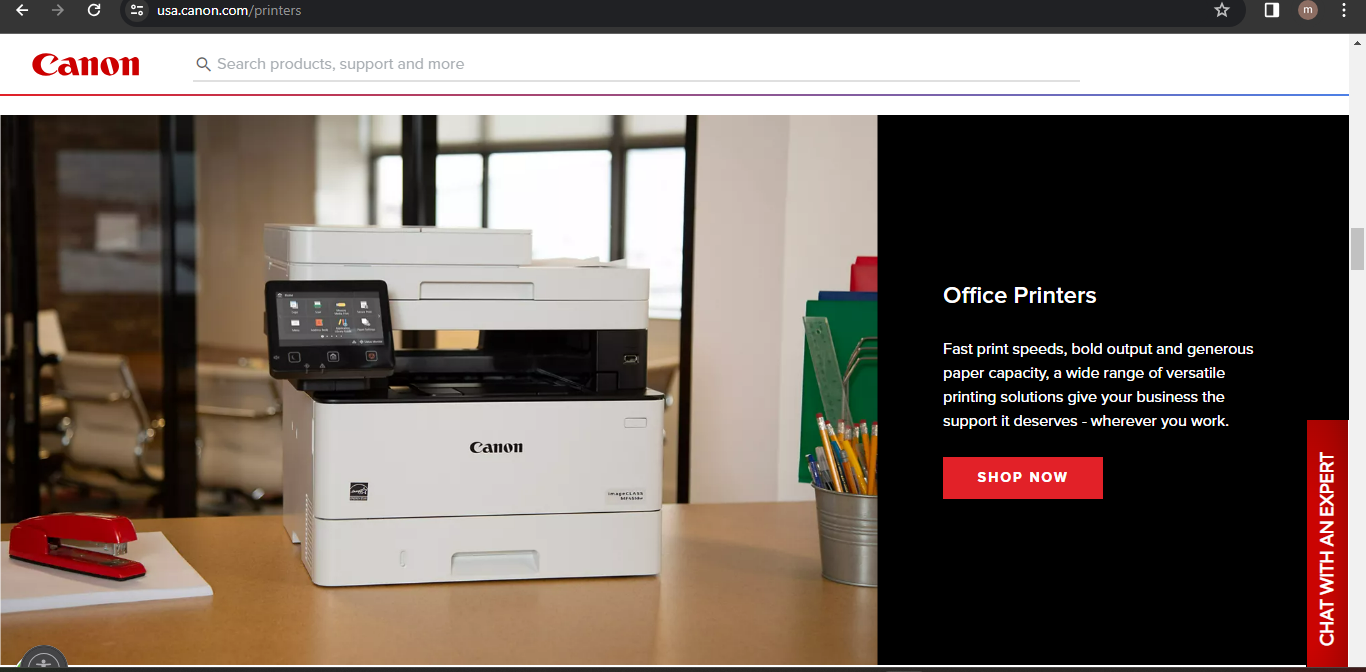 usa.canon.com/printers
m
Canon
Search products, support and more
Canon
imageCLASS
Office Printers
Fast print speeds, bold output and generous
paper capacity, a wide range of versatile
printing solutions give your business the
support it deserves - wherever you work.
SHOP NOW
CHAT WITH AN EXPERT